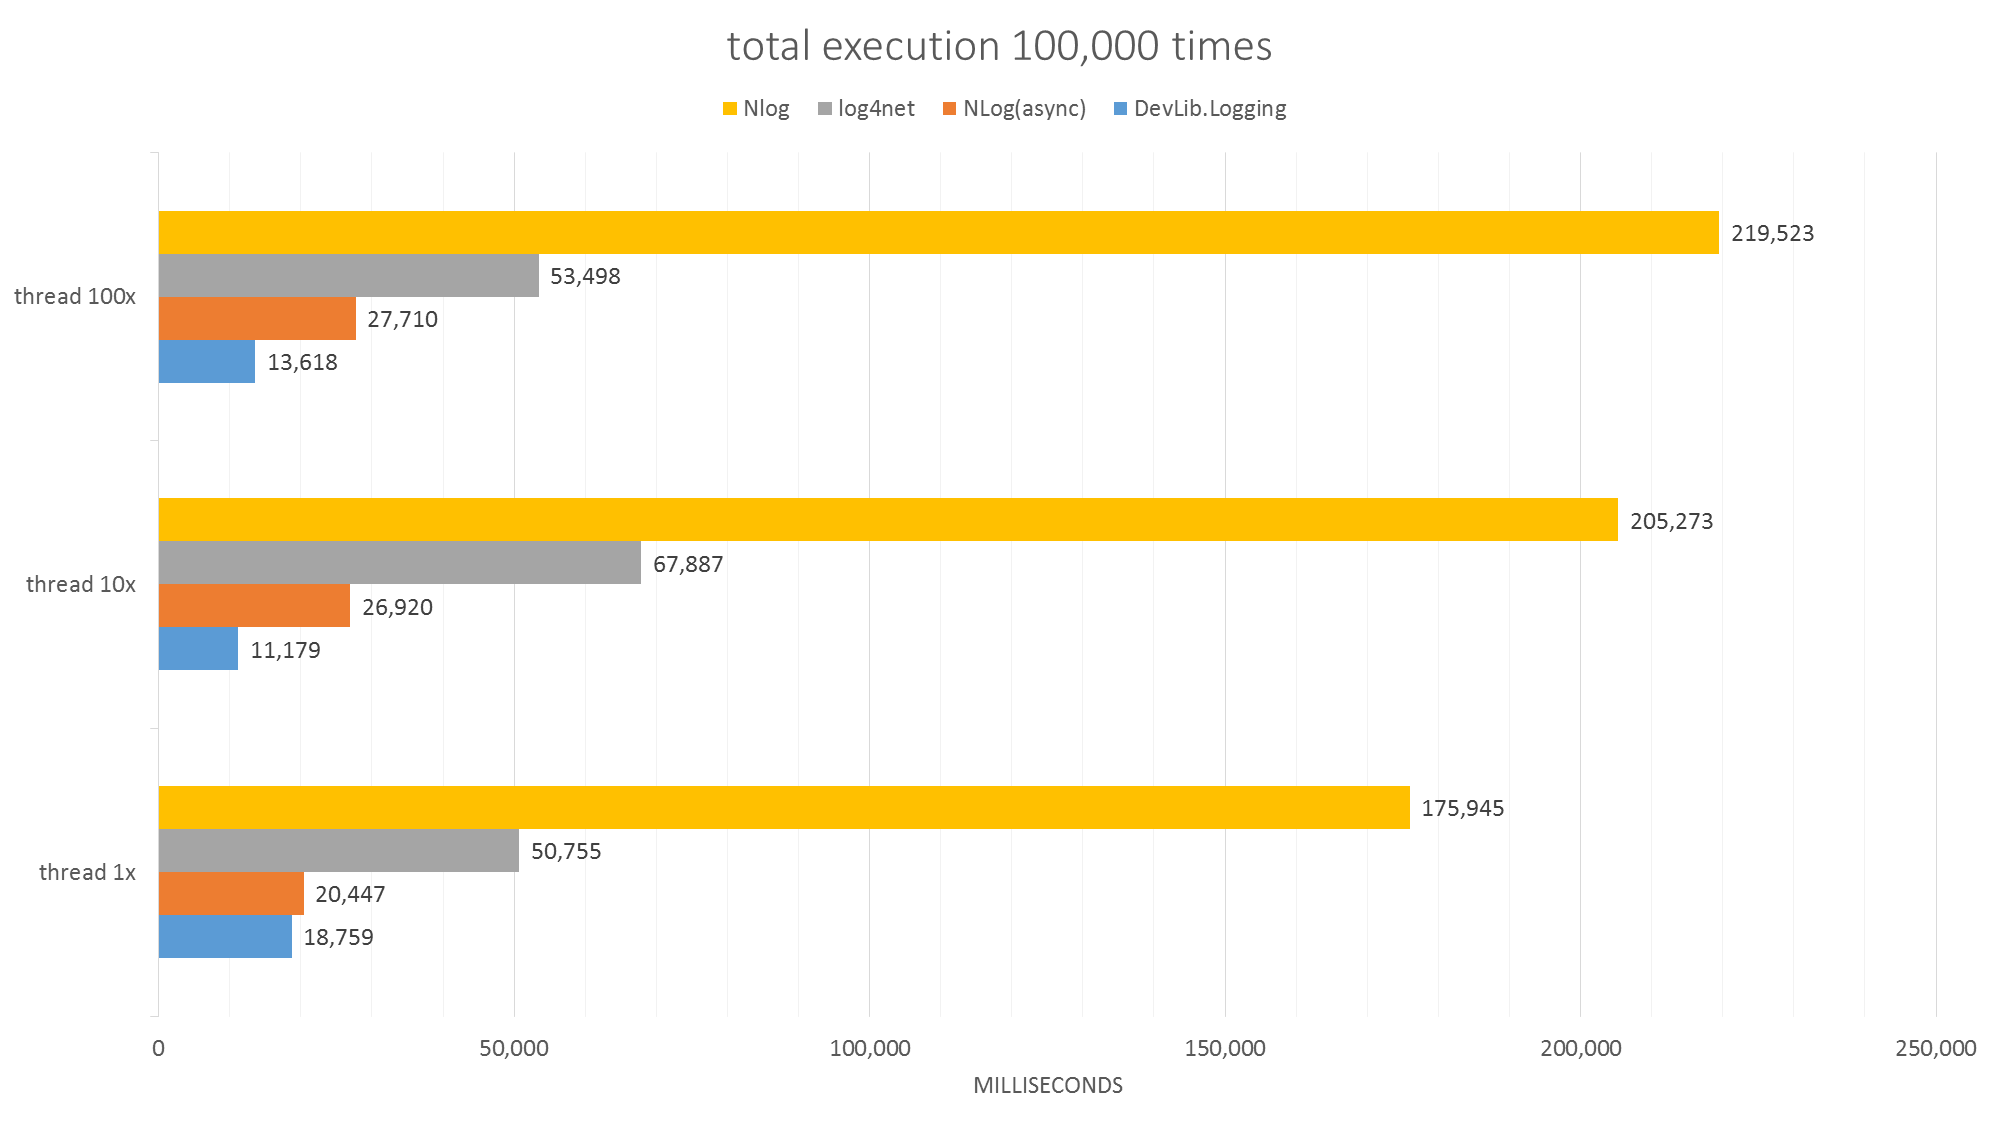 total execution 100,000 times
Nlog log4net NLog(async) DevLib.Logging
thread 100x
219,523
53,498
27,710
13,618
thread 10x
205,273
67,887
26,920
11,179
thread 1x
175,945
50,755
20,447
18,759
0 50,000 100,000 150,000 200,000 250,000
MILLISECONDS